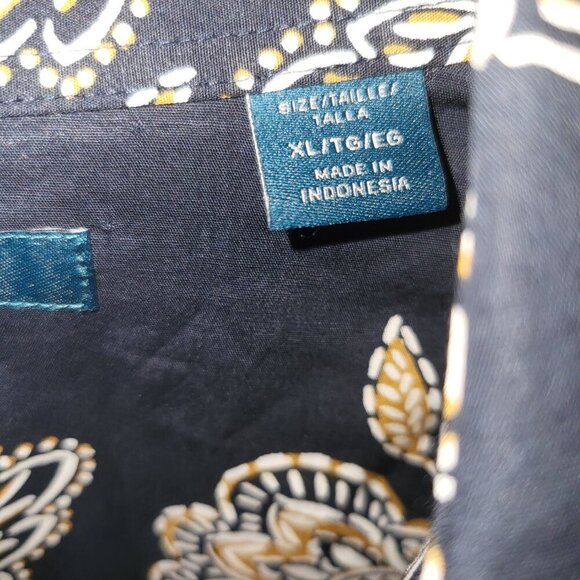 SIZE/TAILLE/
TALLA
XL/TG/EG
MADE IN
INDONESIA